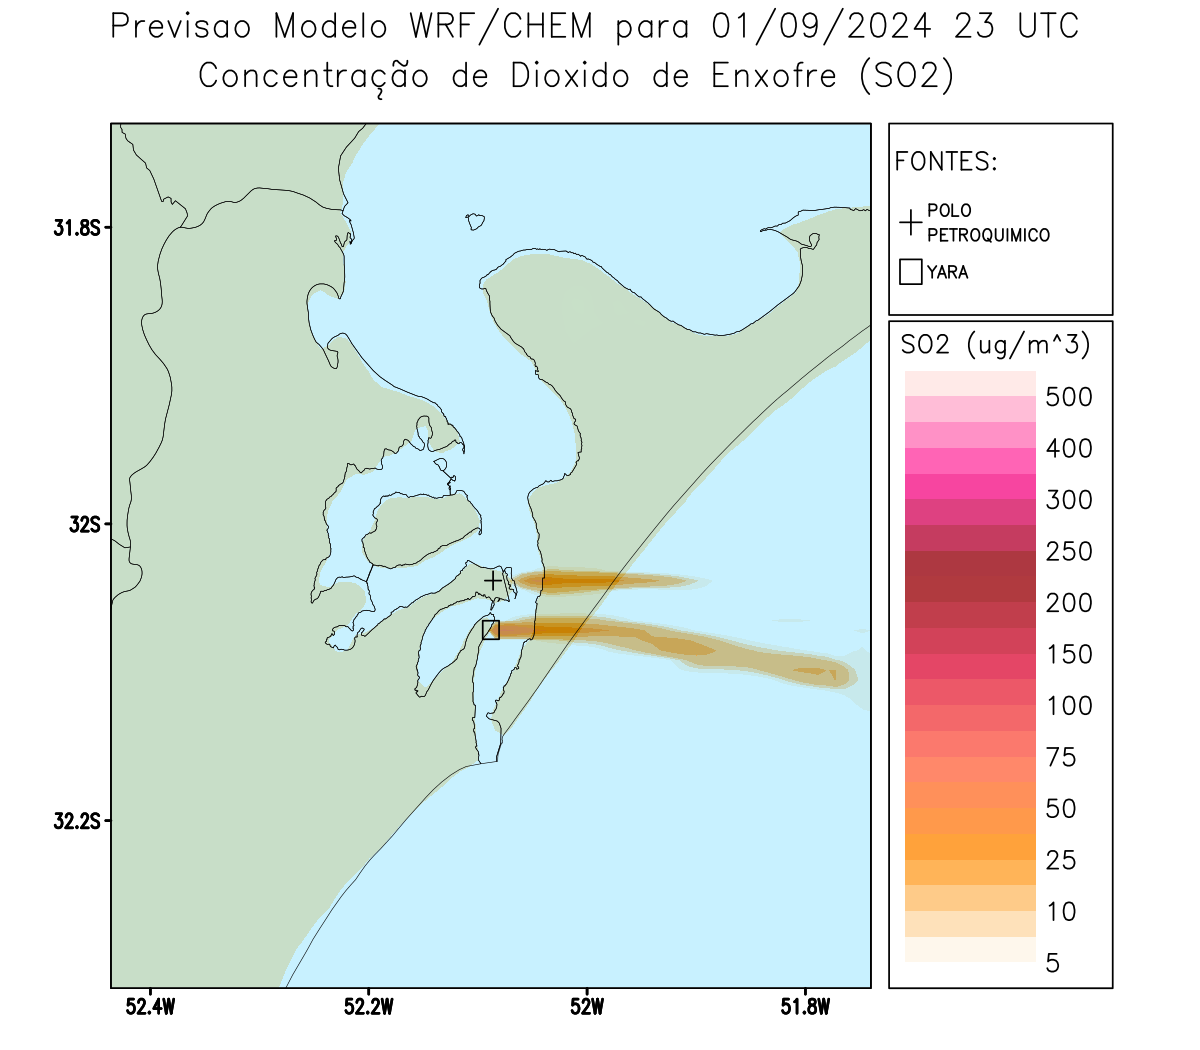 Previsao Modelo WRF/CHEM para 01/09/2024 23 UTC
Concentração de Dioxido de Enxofre (SO2)
FONTES:
POLO
PETROQUIMICO
YARA
31.8S
32S
32.2S
52.4W
52.2W
52W
51.8W
SO2 (ug/m^3)
500
400
300
250
200
150
100
75
50
25
10
5